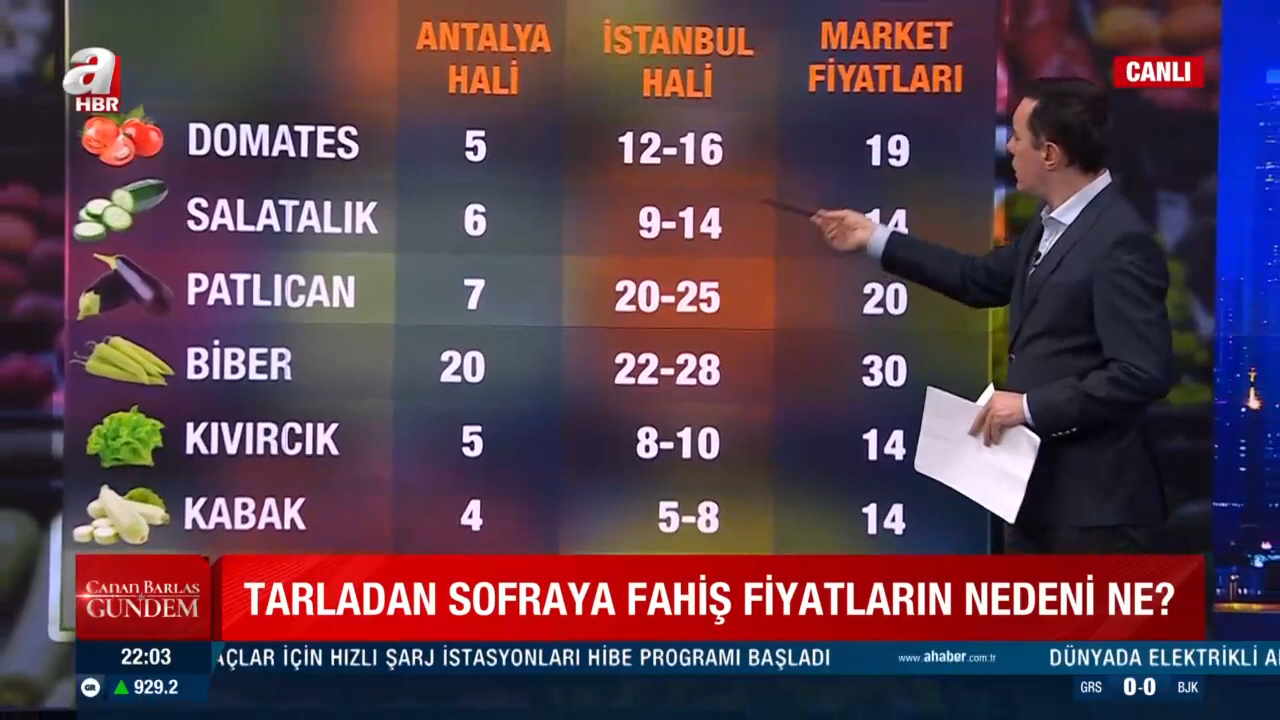 a
HBR
ANTALYA HALİ
İSTANBUL HALİ
MARKET FİYATLARI
CANLI
DOMATES 5 12-16 19
SALATALIK 6 9-14 14
PATLICAN 7 20-25 20
BİBER 20 22-28 30
KIVIRCIK 5 8-10 14
KABAK 4 5-8 14
CANAN BARLAS
GÜNDEM
TARLADAN SOFRAYA FAHİŞ FİYATLARIN NEDENİ NE?
22:03
AÇLAR İÇİN HIZLI ŞARJ İSTASYONLARI HİBE PROGRAMI BAŞLADI www.ahaber.com.tr DÜNYADA ELEKTRİKLİ
GR 929.2
GRS 0-0 BJK